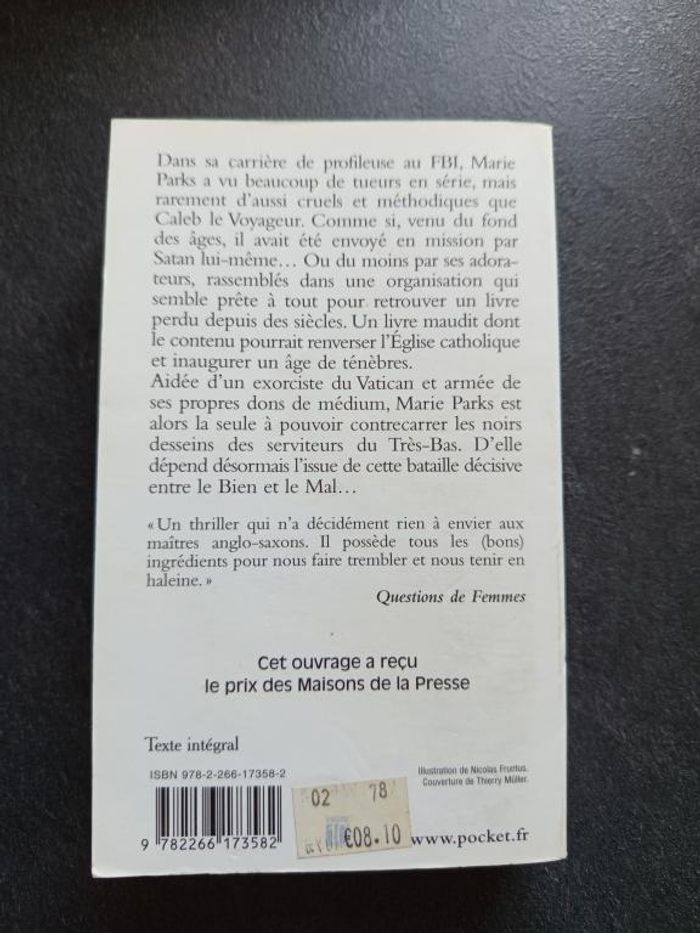 Dans sa carrière de profileuse au FBI, Marie
Parks a vu beaucoup de tueurs en série, mais
rarement d'aussi cruels et méthodiques que
Caleb le Voyageur. Comme si, venu du fond
des âges, il avait été envoyé en mission par
Satan lui-même… Ou du moins par ses adora-
teurs, rassemblés dans une organisation qui
semble prête à tout pour retrouver un livre
perdu depuis des siècles. Un livre maudit dont
le contenu pourrait renverser l'Église catholique
et inaugurer un âge de ténèbres.
Aidée d'un exorciste du Vatican et armée de
ses propres dons de médium, Marie Parks est
alors la seule à pouvoir contrecarrer les noirs
desseins des serviteurs du Très-Bas. D'elle
dépend désormais l'issue de cette bataille décisive
entre le Bien et le Mal…
« Un thriller qui n'a décidément rien à envier aux
maîtres anglo-saxons. Il possède tous les (bons)
ingrédients pour nous faire trembler et nous tenir en
haleine. »
Questions de Femmes
Cet ouvrage a reçu
le prix des Maisons de la Presse
Texte intégral
ISBN 978-2-266-17358-2
Illustration de Nicolas Fructus.
Couverture de Thierry Müller.
02 78
€08.10
9 782266 173582
www.pocket.fr